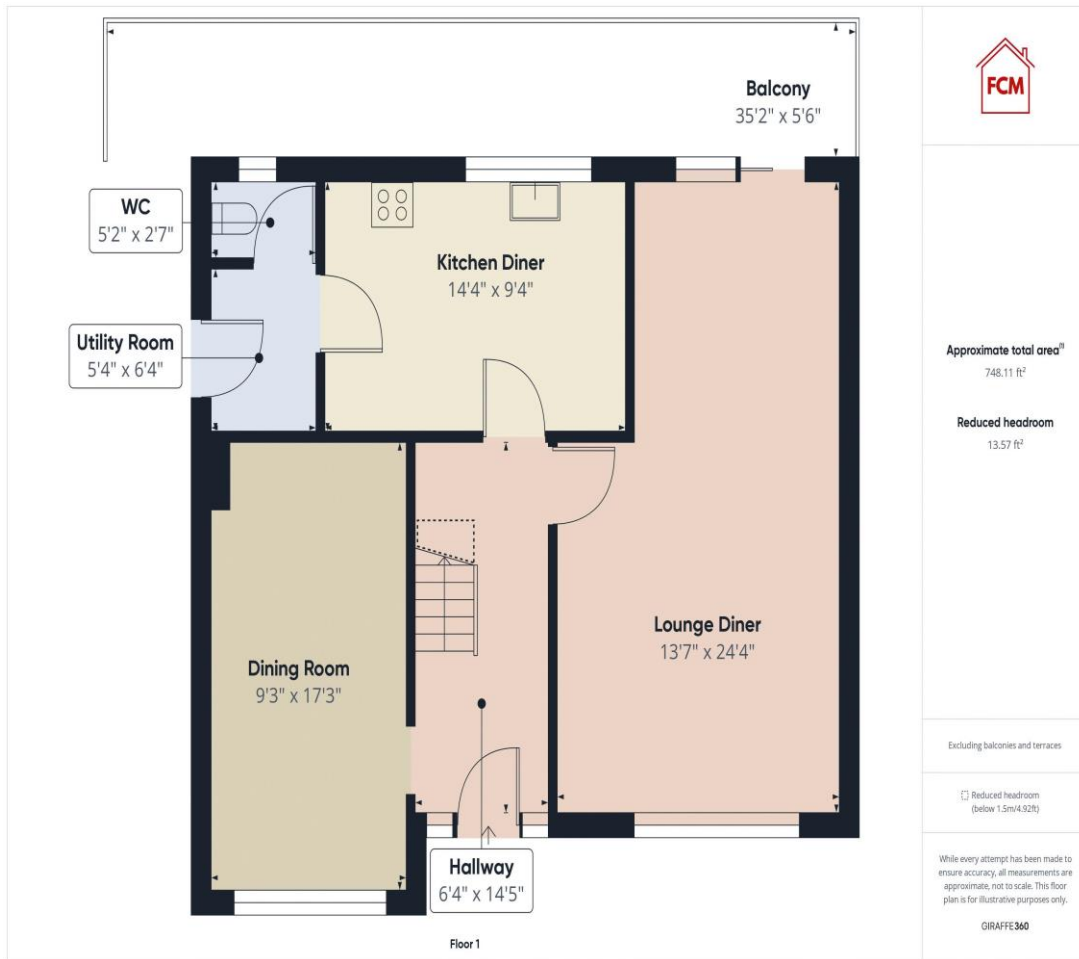 Balcony
35'2" x 5'6"
WC
5'2" x 2'7"
Kitchen Diner
14'4" x 9'4"
Utility Room
5'4" x 6'4"
Lounge Diner
13'7" x 24'4"
Dining Room
9'3" x 17'3"
Hallway
6'4" x 14'5"
Floor 1
FCM
Approximate total area⁽¹⁾
748.11 ft²
Reduced headroom
13.57 ft²
Excluding balconies and terraces
Reduced headroom
(below 1.5m/4.92ft)
While every attempt has been made to
ensure accuracy, all measurements are
approximate, not to scale. This floor
plan is for illustrative purposes only.
GIRAFFE360